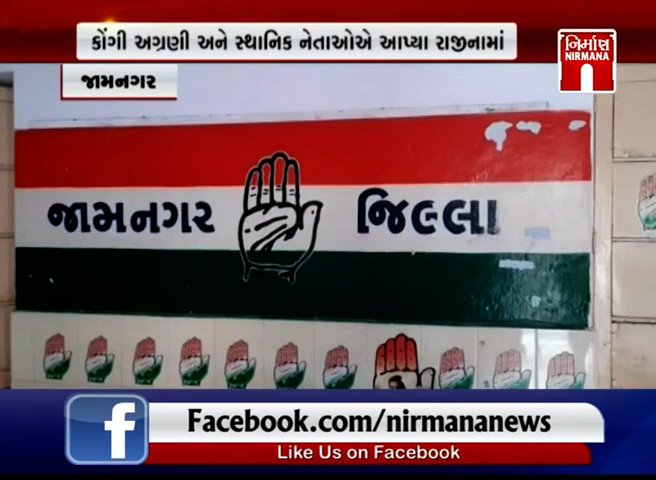 કોંગી અગ્રણી અને સ્થાનિક નેતાઓએ આપ્યા રાજીનામાં
નિર્માણ
NIRMANA
જામનગર
જામનગર જિલ્લા
f
Facebook.com/nirmananews
Like Us on Facebook